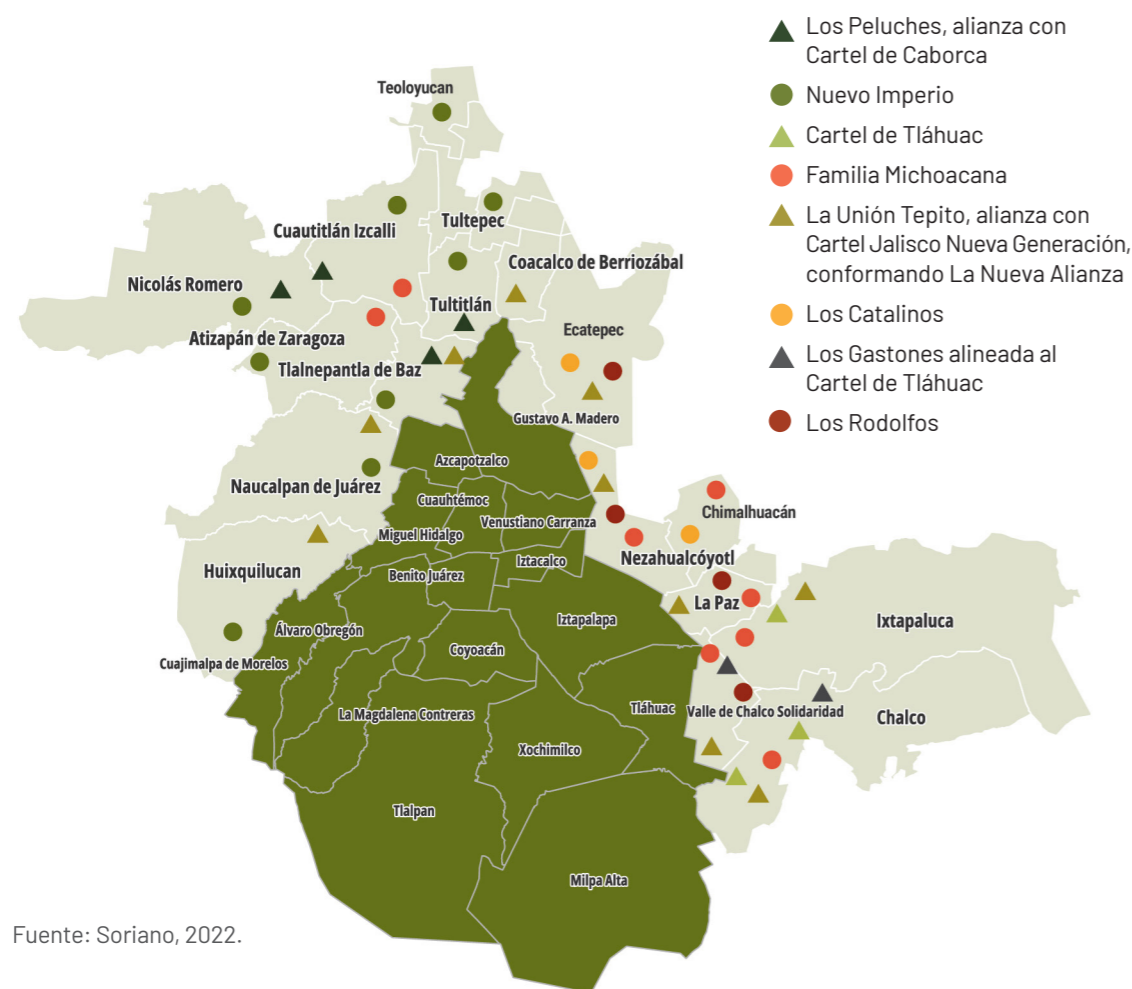 Los Peluches, alianza con
Cartel de Caborca
Nuevo Imperio
Cartel de Tláhuac
Familia Michoacana
La Unión Tepito, alianza con
Cartel Jalisco Nueva Generación,
conformando La Nueva Alianza
Los Catalinos
Los Gastones alineada al
Cartel de Tláhuac
Los Rodolfos
Teoloyucan
Cuautitlán Izcalli
Tultepec
Coacalco de Berriozábal
Nicolás Romero
Tultitlán
Atizapán de Zaragoza
Ecatepec
Tlalnepantla de Baz
Gustavo A. Madero
Azcapotzalco
Naucalpan de Juárez
Cuauhtémoc
Venustiano Carranza
Chimalhuacán
Miguel Hidalgo
Nezahualcóyotl
Iztacalco
Huixquilucan
Benito Juárez
La Paz
Iztapalapa
Ixtapaluca
Álvaro Obregón
Coyoacán
Cuajimalpa de Morelos
Tláhuac
Valle de Chalco Solidaridad
La Magdalena Contreras
Chalco
Xochimilco
Tlalpan
Milpa Alta
Fuente: Soriano, 2022.